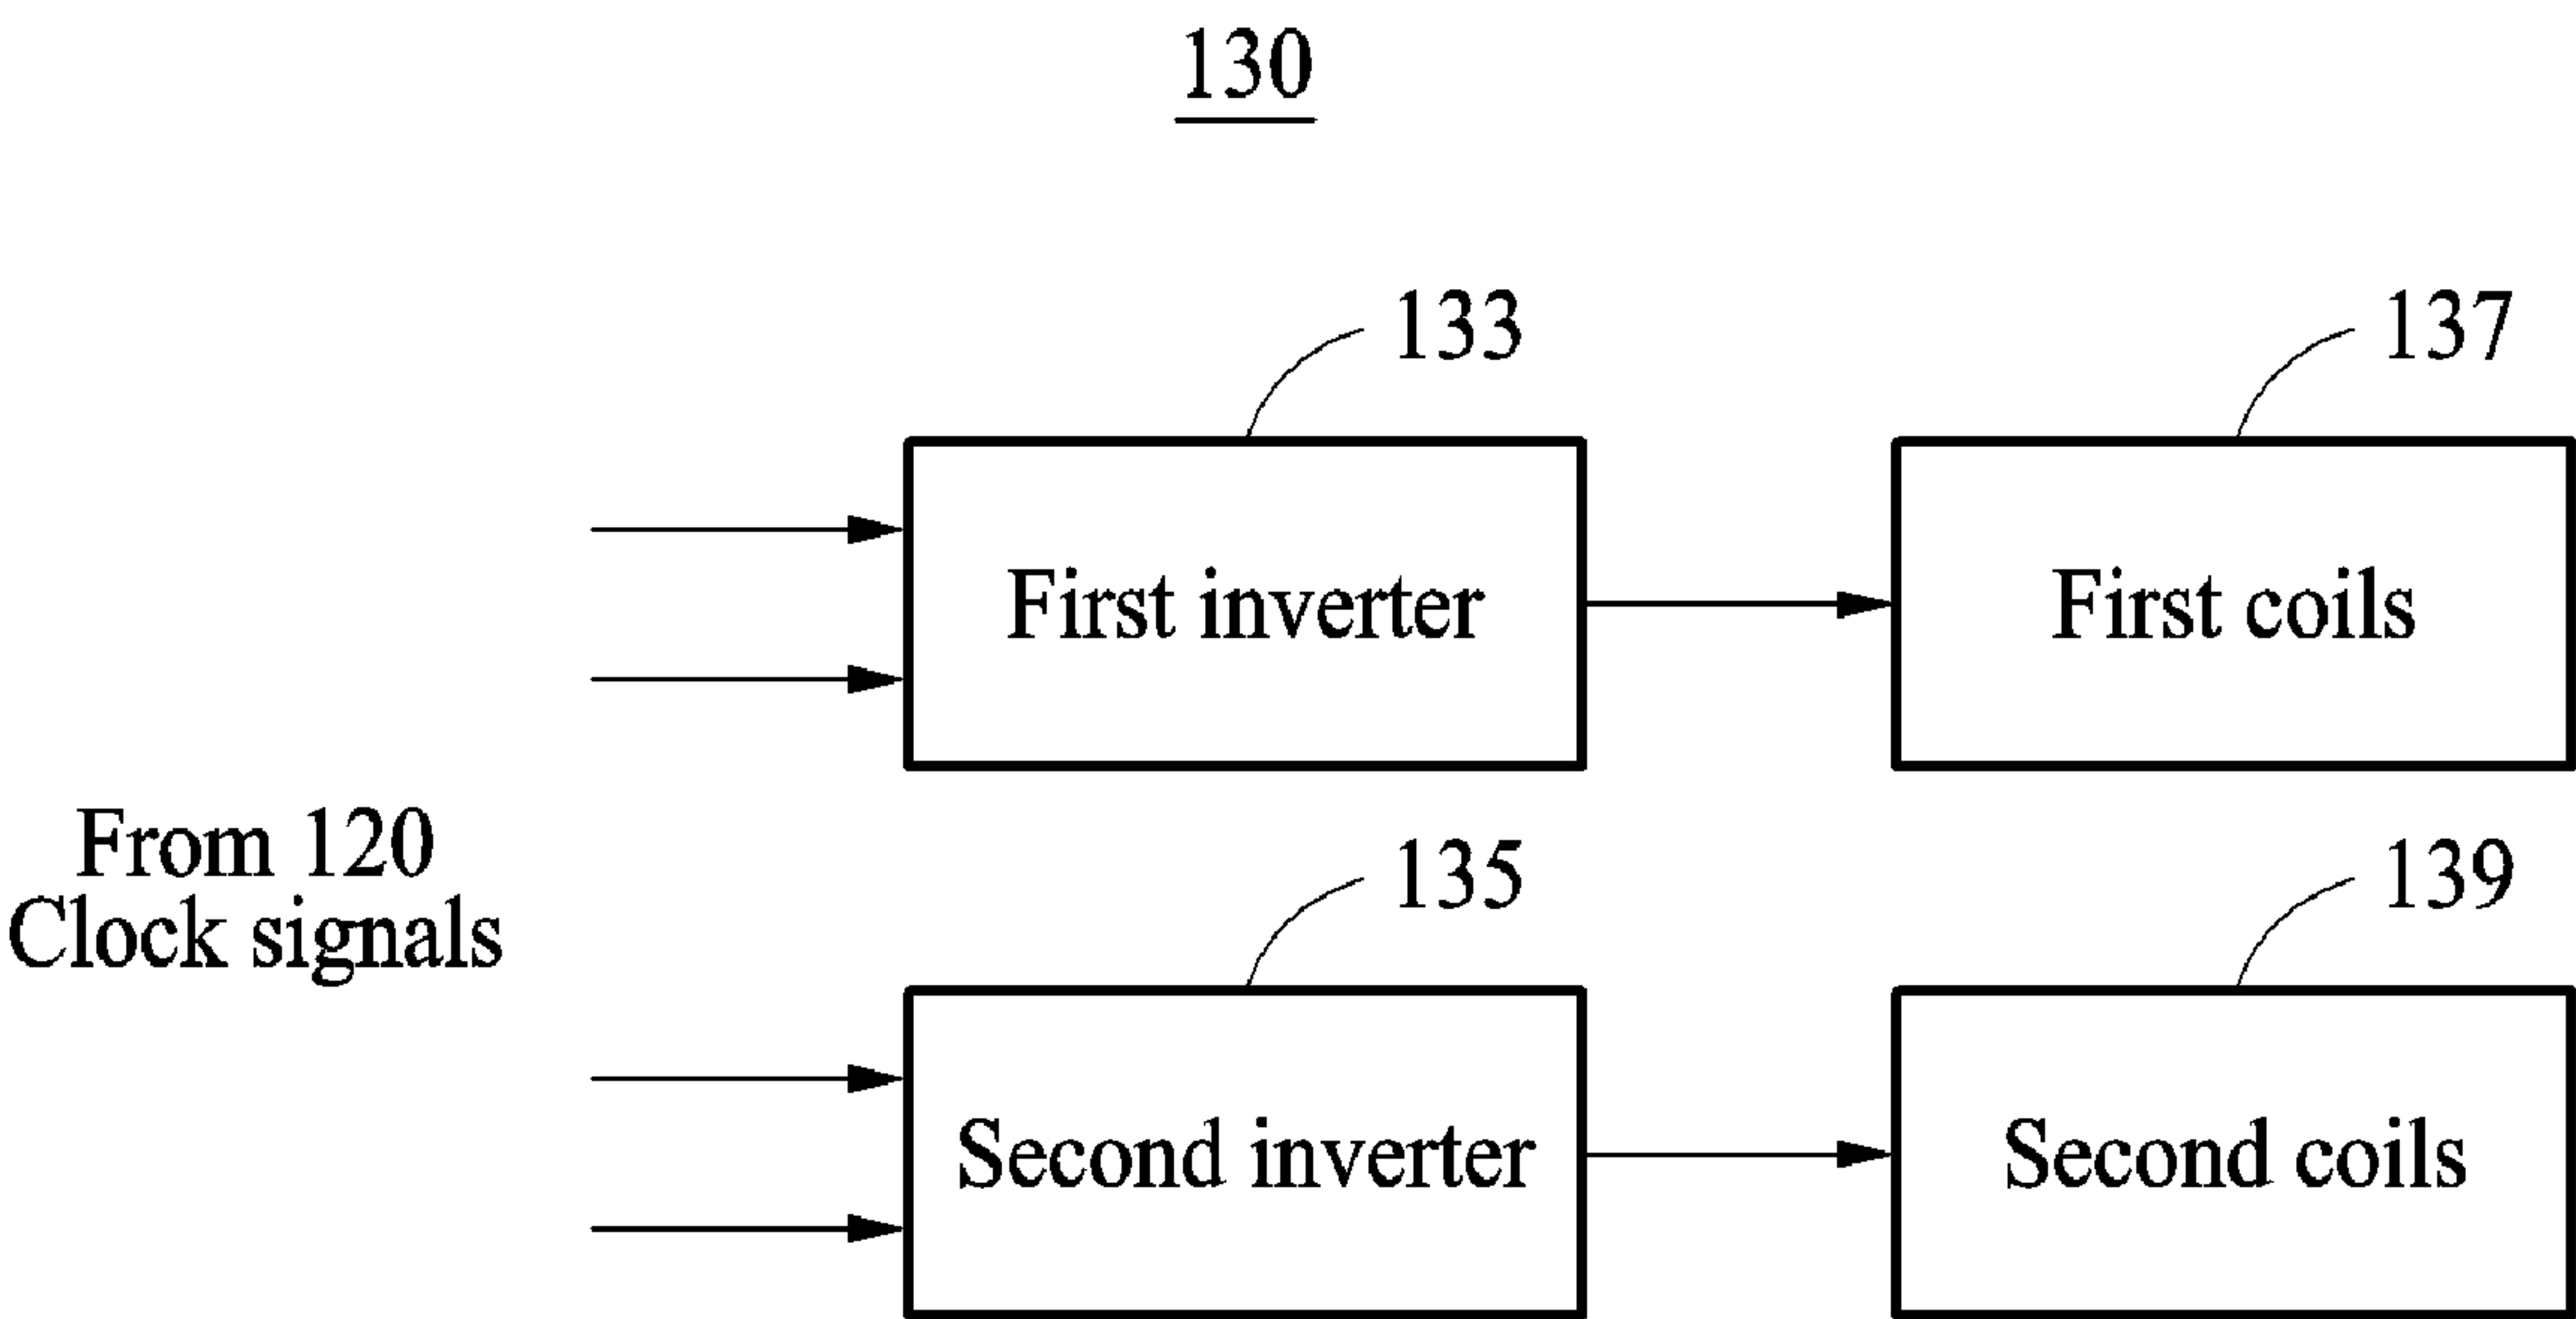 130
133
137
First inverter
First coils
From 120
Clock signals
135
139
Second inverter
Second coils